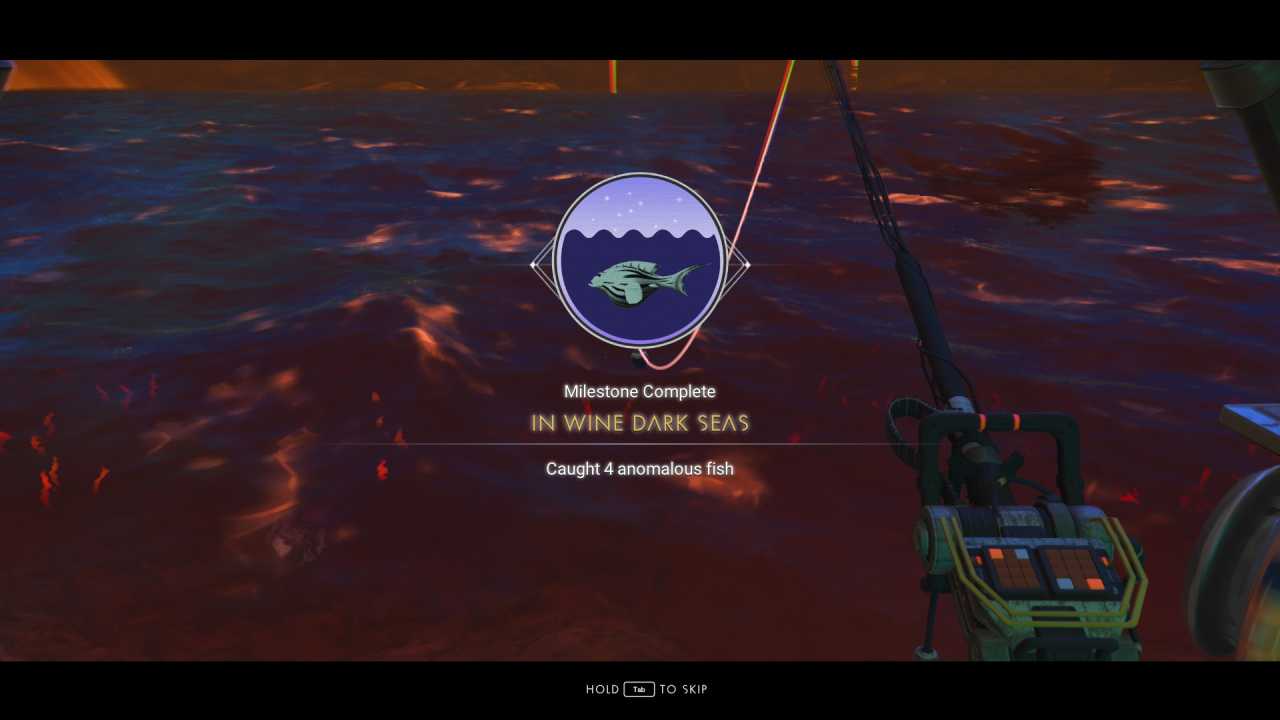 Milestone Complete
IN WINE DARK SEAS
Caught 4 anomalous fish
HOLD Tab TO SKIP